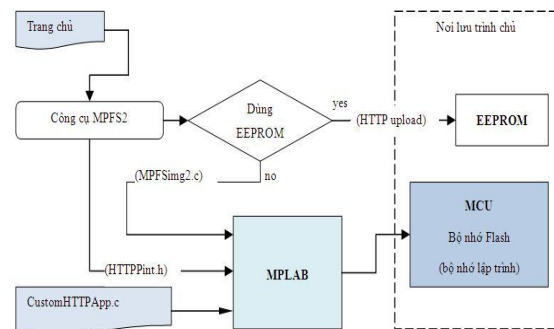 Trang chủ
Nơi lưu trình chủ
Công cụ MPFS2
Dùng
EEPROM
yes
(HTTP upload)
EEPROM
no
(MPFSimg2.c)
MCU
Bộ nhớ Flash
(bộ nhớ lập trình)
MPLAB
(HTTPPint.h)
CustomHTTPApp.c